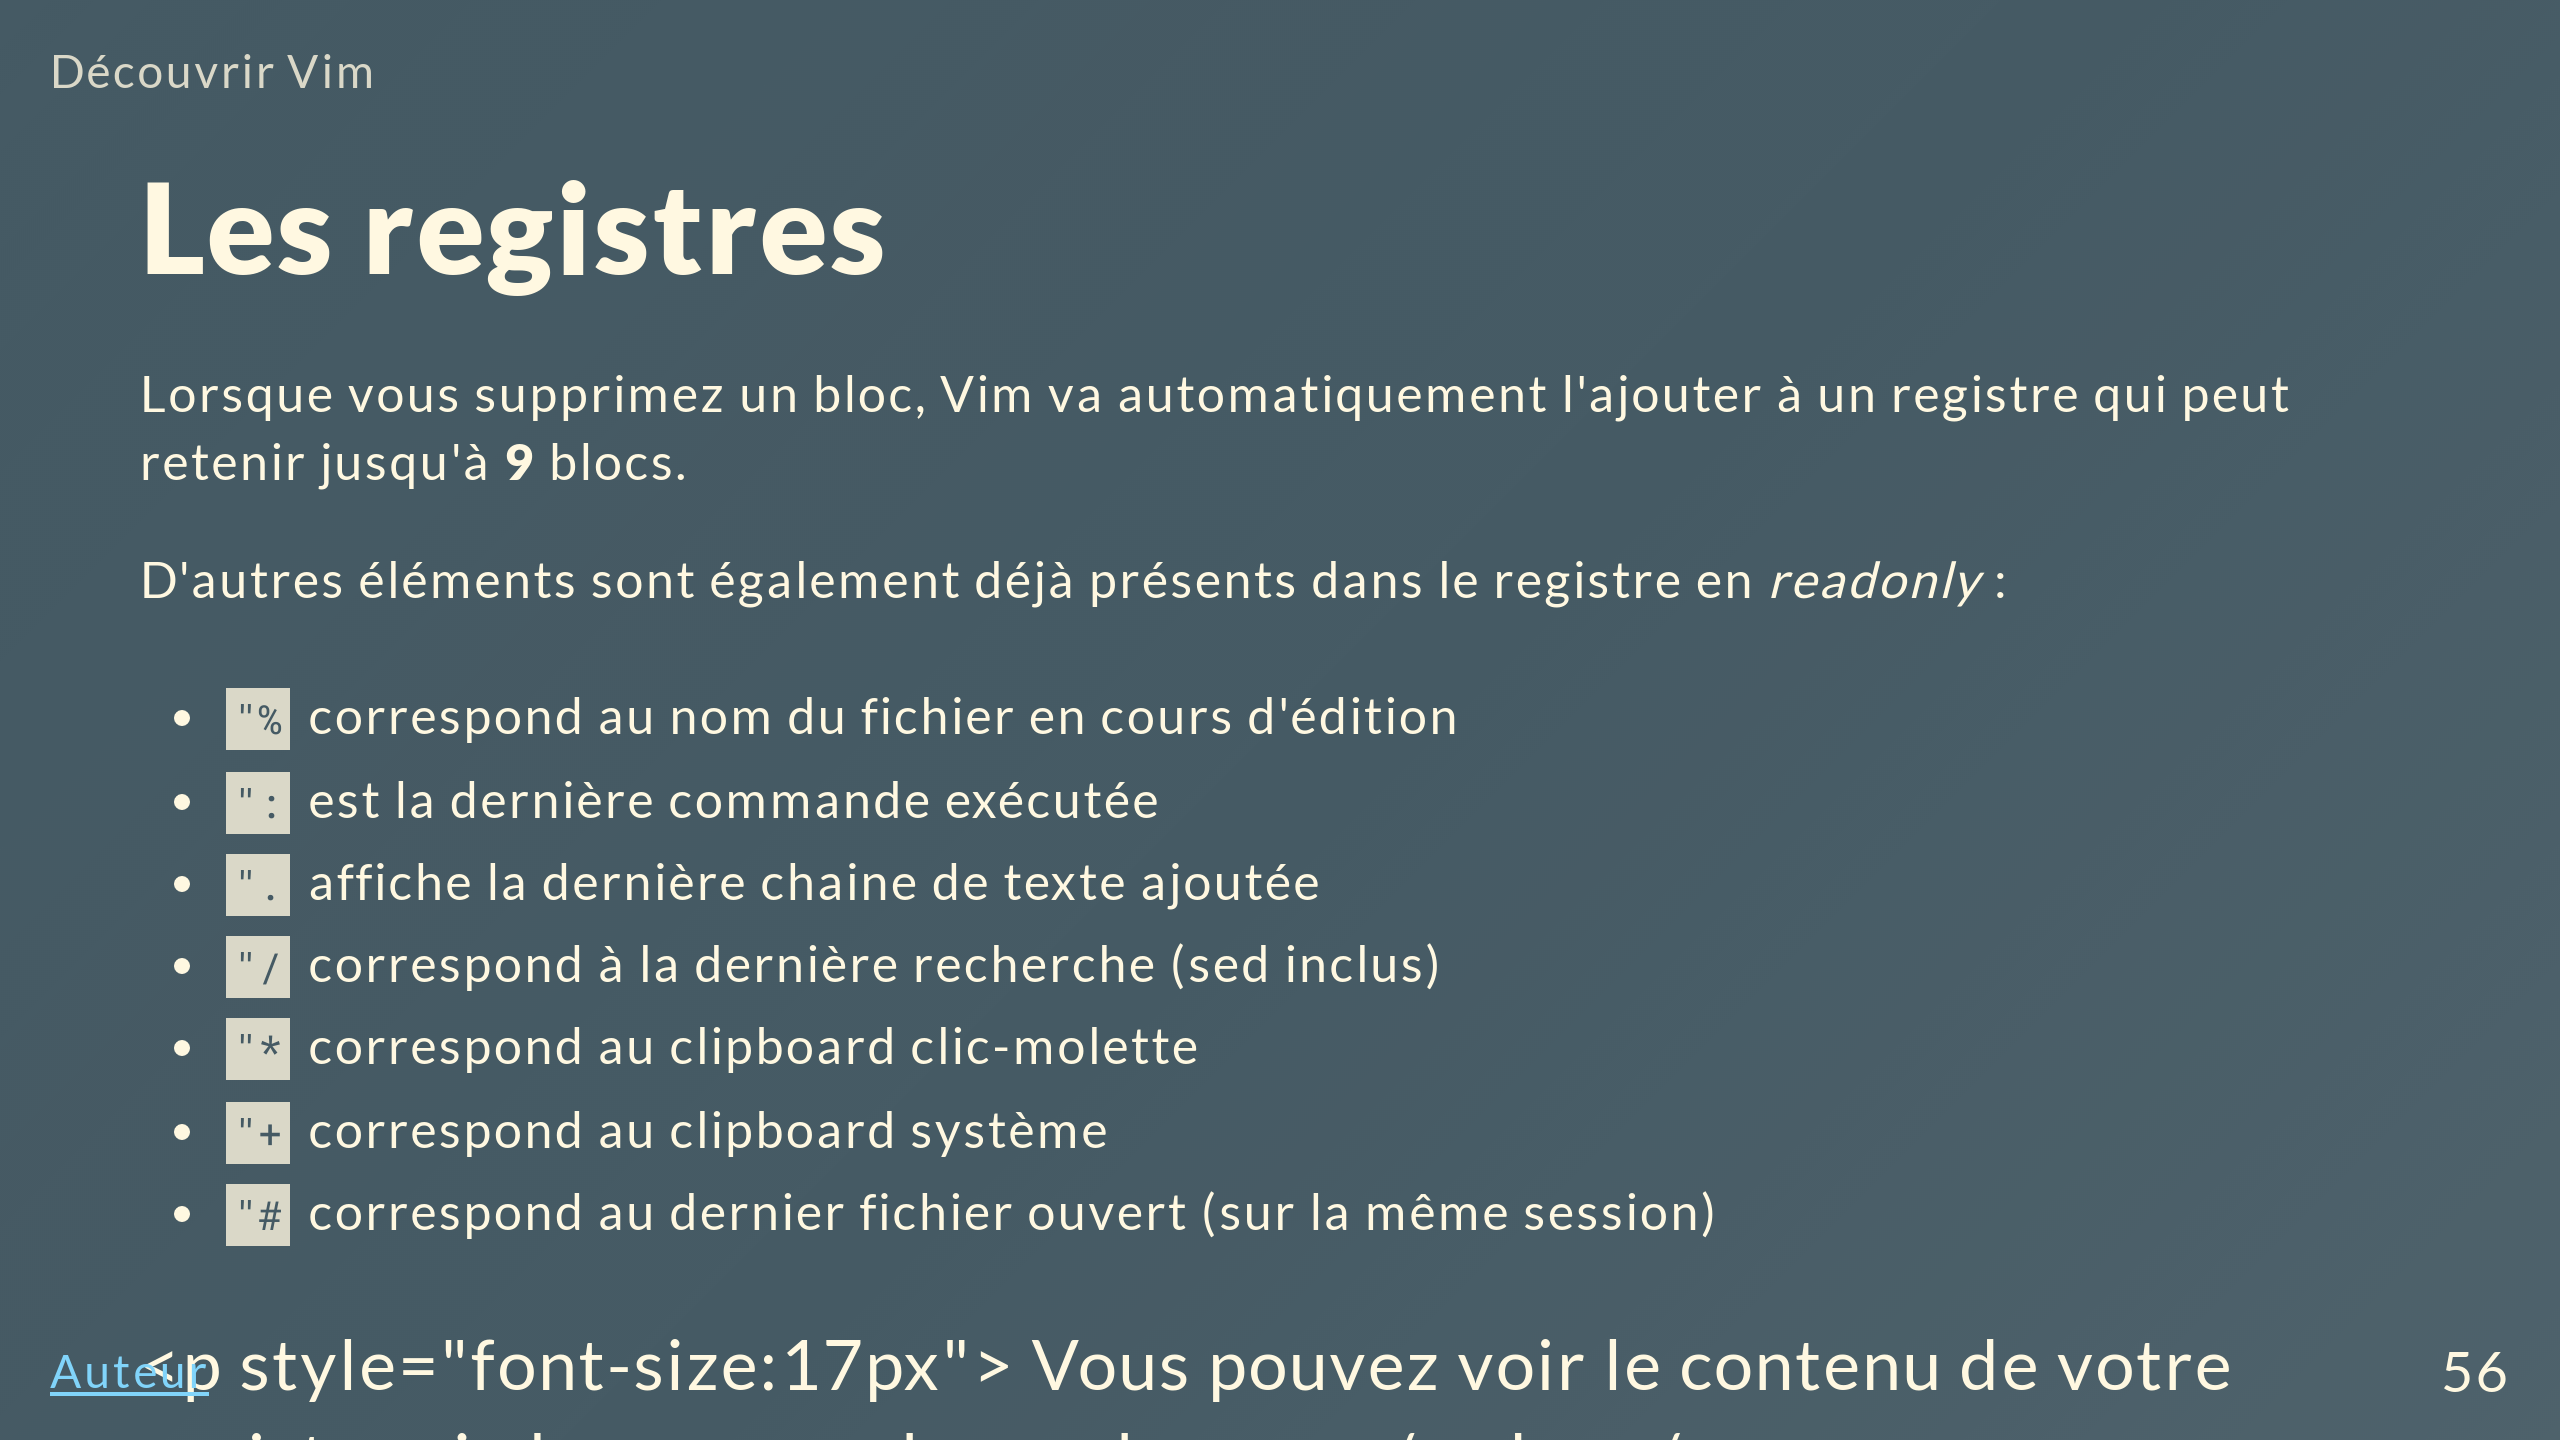 Découvrir Vim
Les registres
Lorsque vous supprimez un bloc, Vim va automatiquement l'ajouter à un registre qui peut
retenir jusqu'à 9 blocs.
D'autres éléments sont également déjà présents dans le registre en readonly :
"% correspond au nom du fichier en cours d'édition
": est la dernière commande exécutée
". affiche la dernière chaine de texte ajoutée
"/ correspond à la dernière recherche (sed inclus)
"* correspond au clipboard clic-molette
"+ correspond au clipboard système
"# correspond au dernier fichier ouvert (sur la même session)
<p style="font-size:17px"> Vous pouvez voir le contenu de votre
Auteur
56